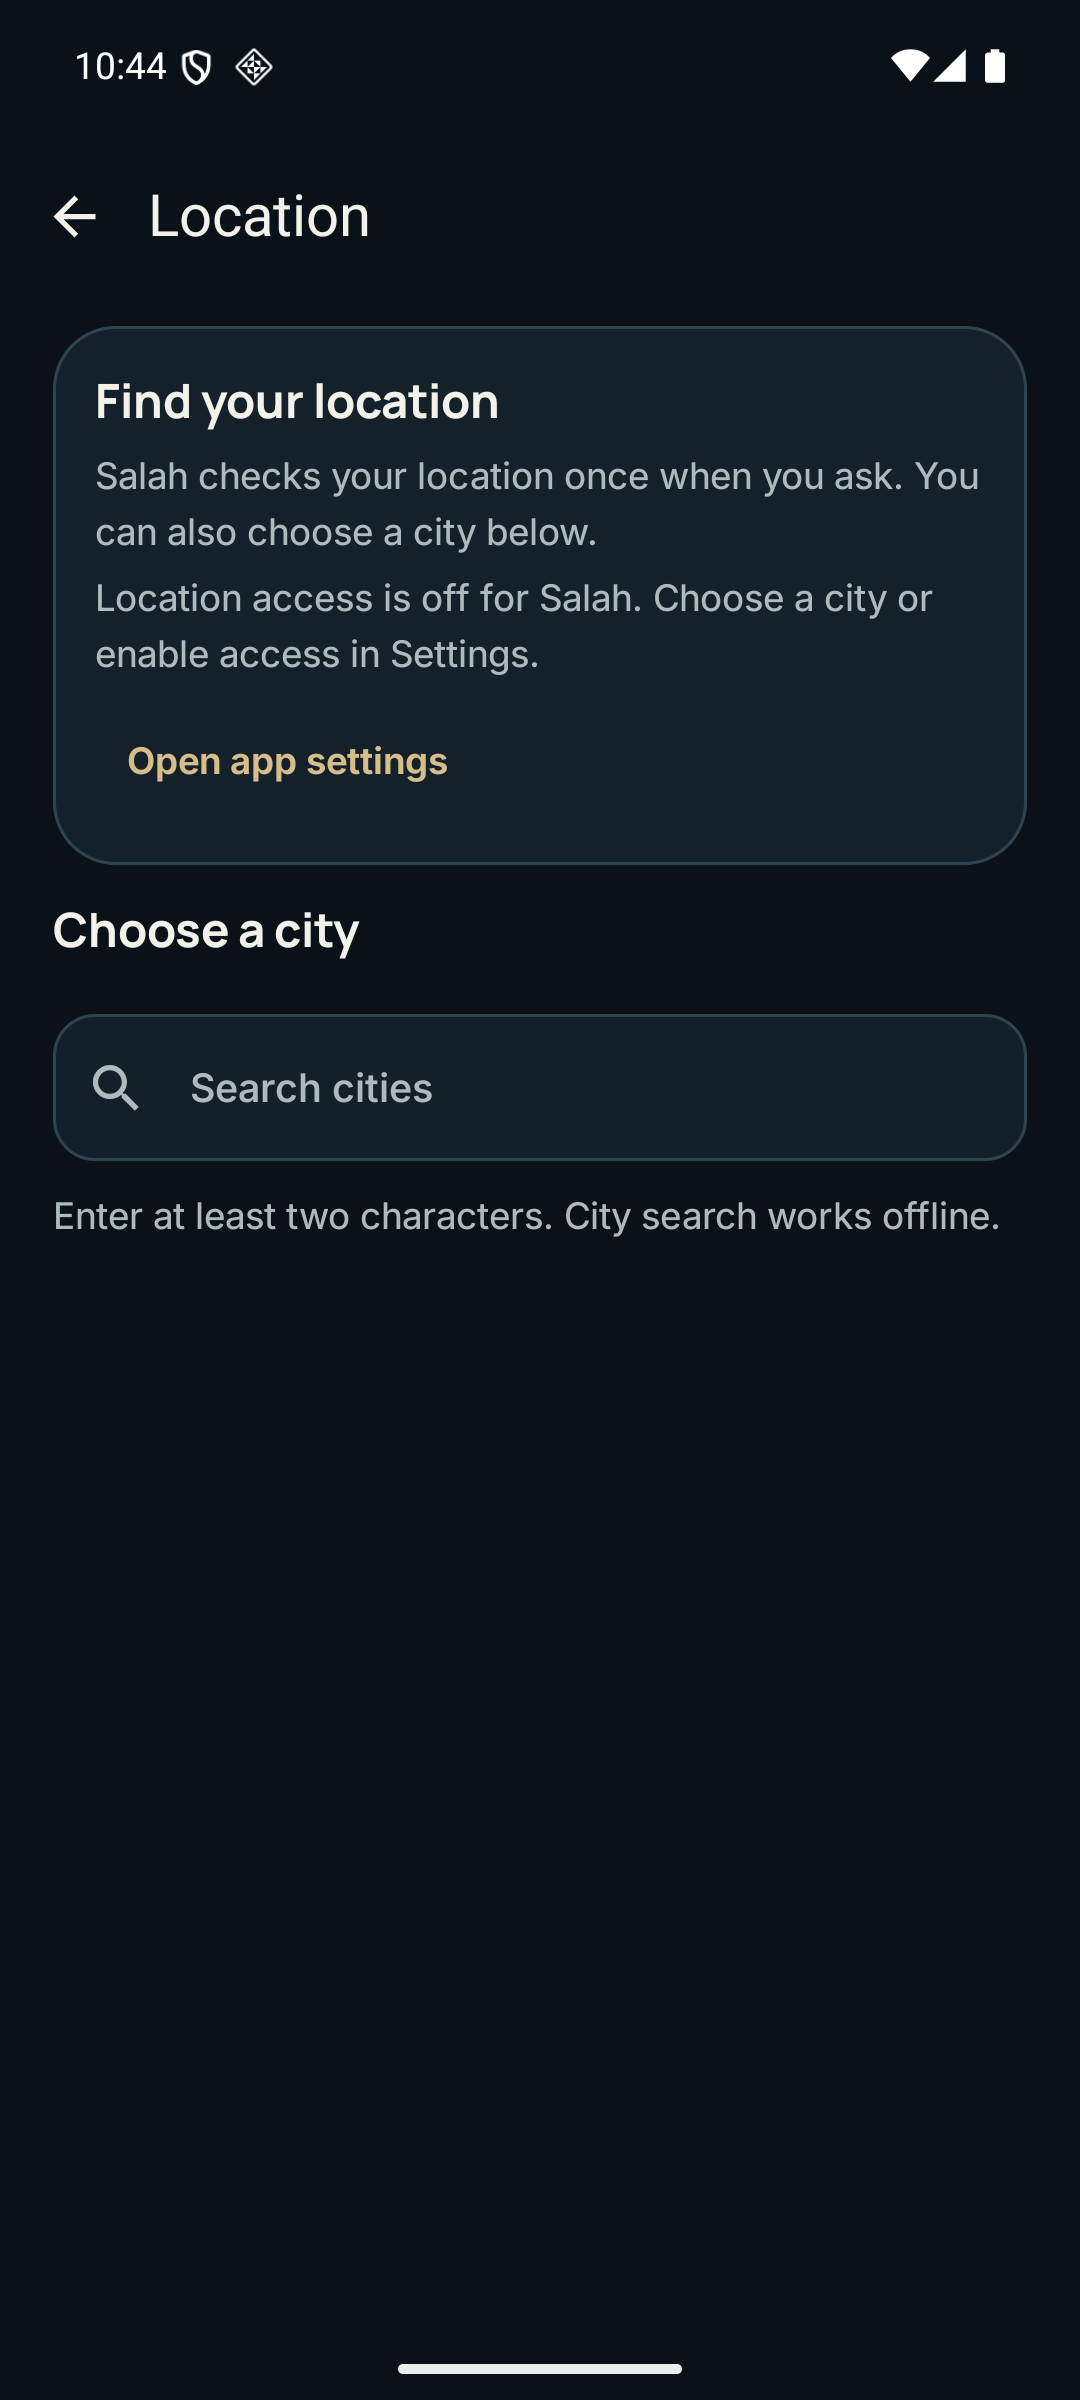 10:44
Location
Find your location
Salah checks your location once when you ask. You
can also choose a city below.
Location access is off for Salah. Choose a city or
enable access in Settings.
Open app settings
Choose a city
Search cities
Enter at least two characters. City search works offline.